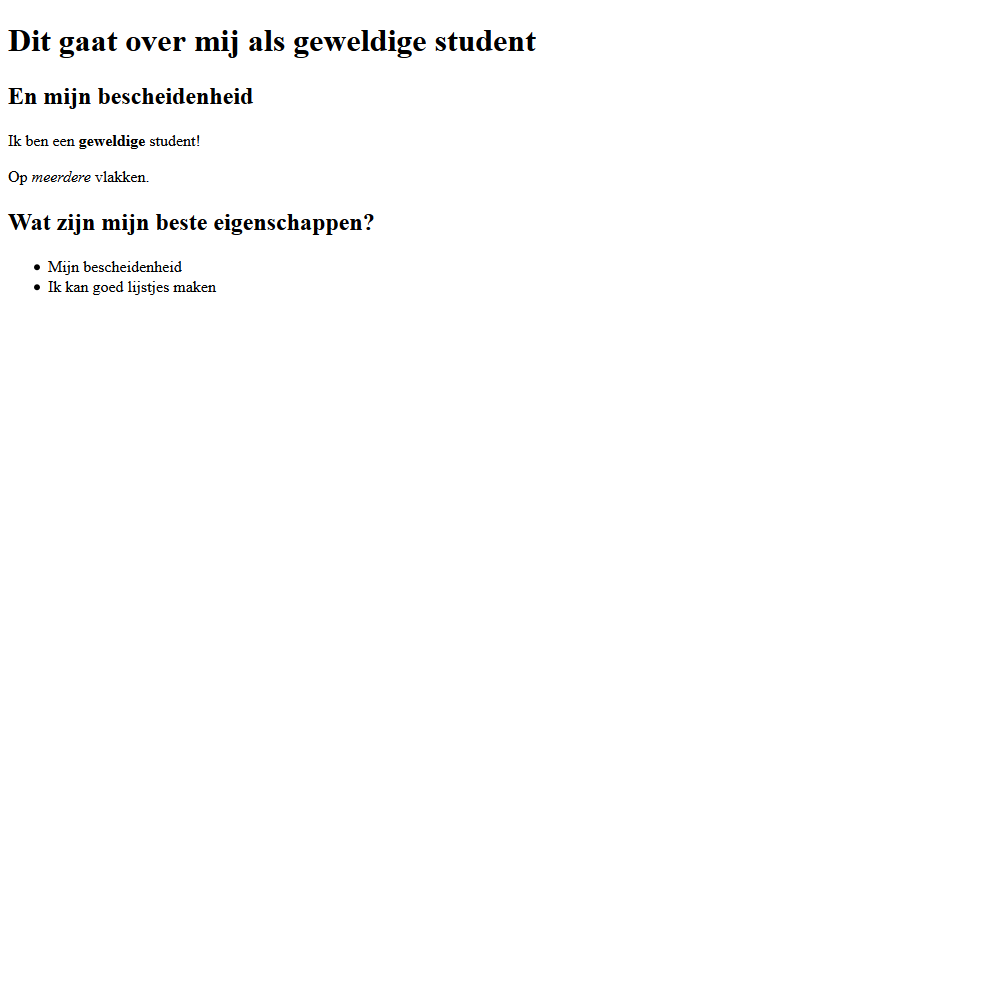 Dit gaat over mij als geweldige student
En mijn bescheidenheid
Ik ben een geweldige student!
Op meerdere vlakken.
Wat zijn mijn beste eigenschappen?
Mijn bescheidenheid
Ik kan goed lijstjes maken